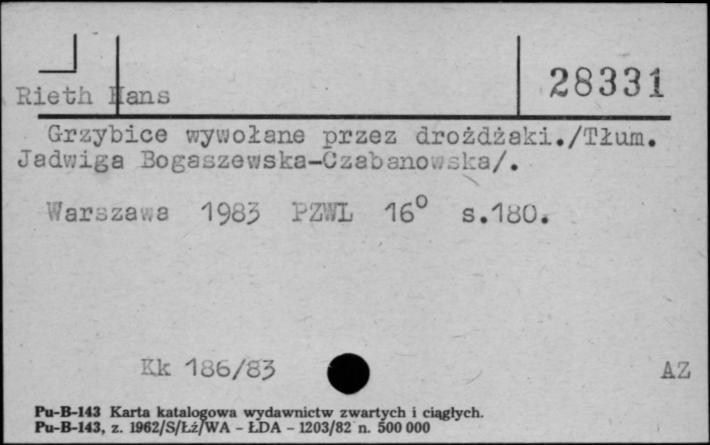 28331
Rieth Hans
Grzybice wywołane przez drożdżaki./Tłum.
Jadwiga Bogaszewska-Czabanowska/.
Warszawa 1983 PZWL 16° s.180.
Kk 186/83
AZ
Pu-B-143 Karta katalogowa wydawnictw zwartych i ciągłych.
Pu-B-143, z. 1962/S/Łź/WA - ŁDA - 1203/82 n. 500 000